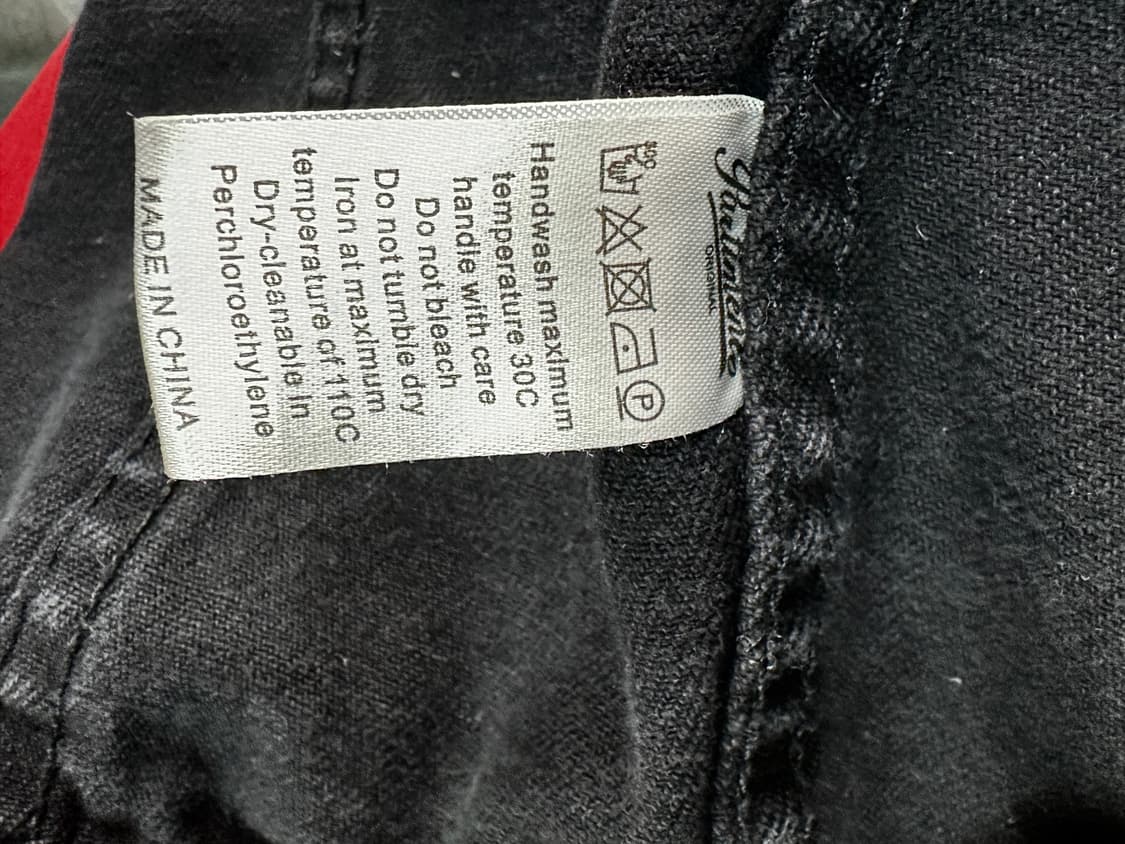 ORIGINAL
30C
P
Handwash maximum
temperature 30C
handle with care
Do not bleach
Do not tumble dry
Iron at maximum
temperature of 110C
Dry-cleanable in
Perchloroethylene
MADE IN CHINA